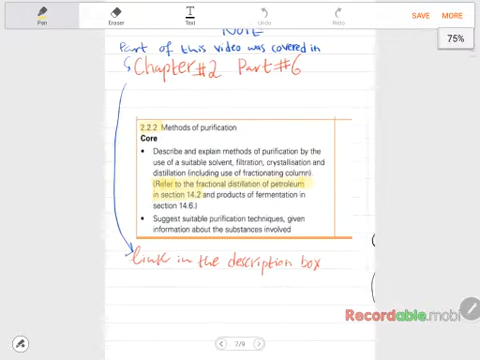 Pen
Eraser
Text
Undo
Redo
SAVE
MORE
75%
NOTE
Part of this video was covered in
Chapter#2 Part#6
2.2.2 Methods of purification
Core
• Describe and explain methods of purification by the
use of a suitable solvent, filtration, crystallisation and
distillation (including use of fractionating column).
(Refer to the fractional distillation of petroleum
in section 14.2 and products of fermentation in
section 14.6.)
• Suggest suitable purification techniques, given
information about the substances involved
link in the description box
Recordable.mobi
7/9